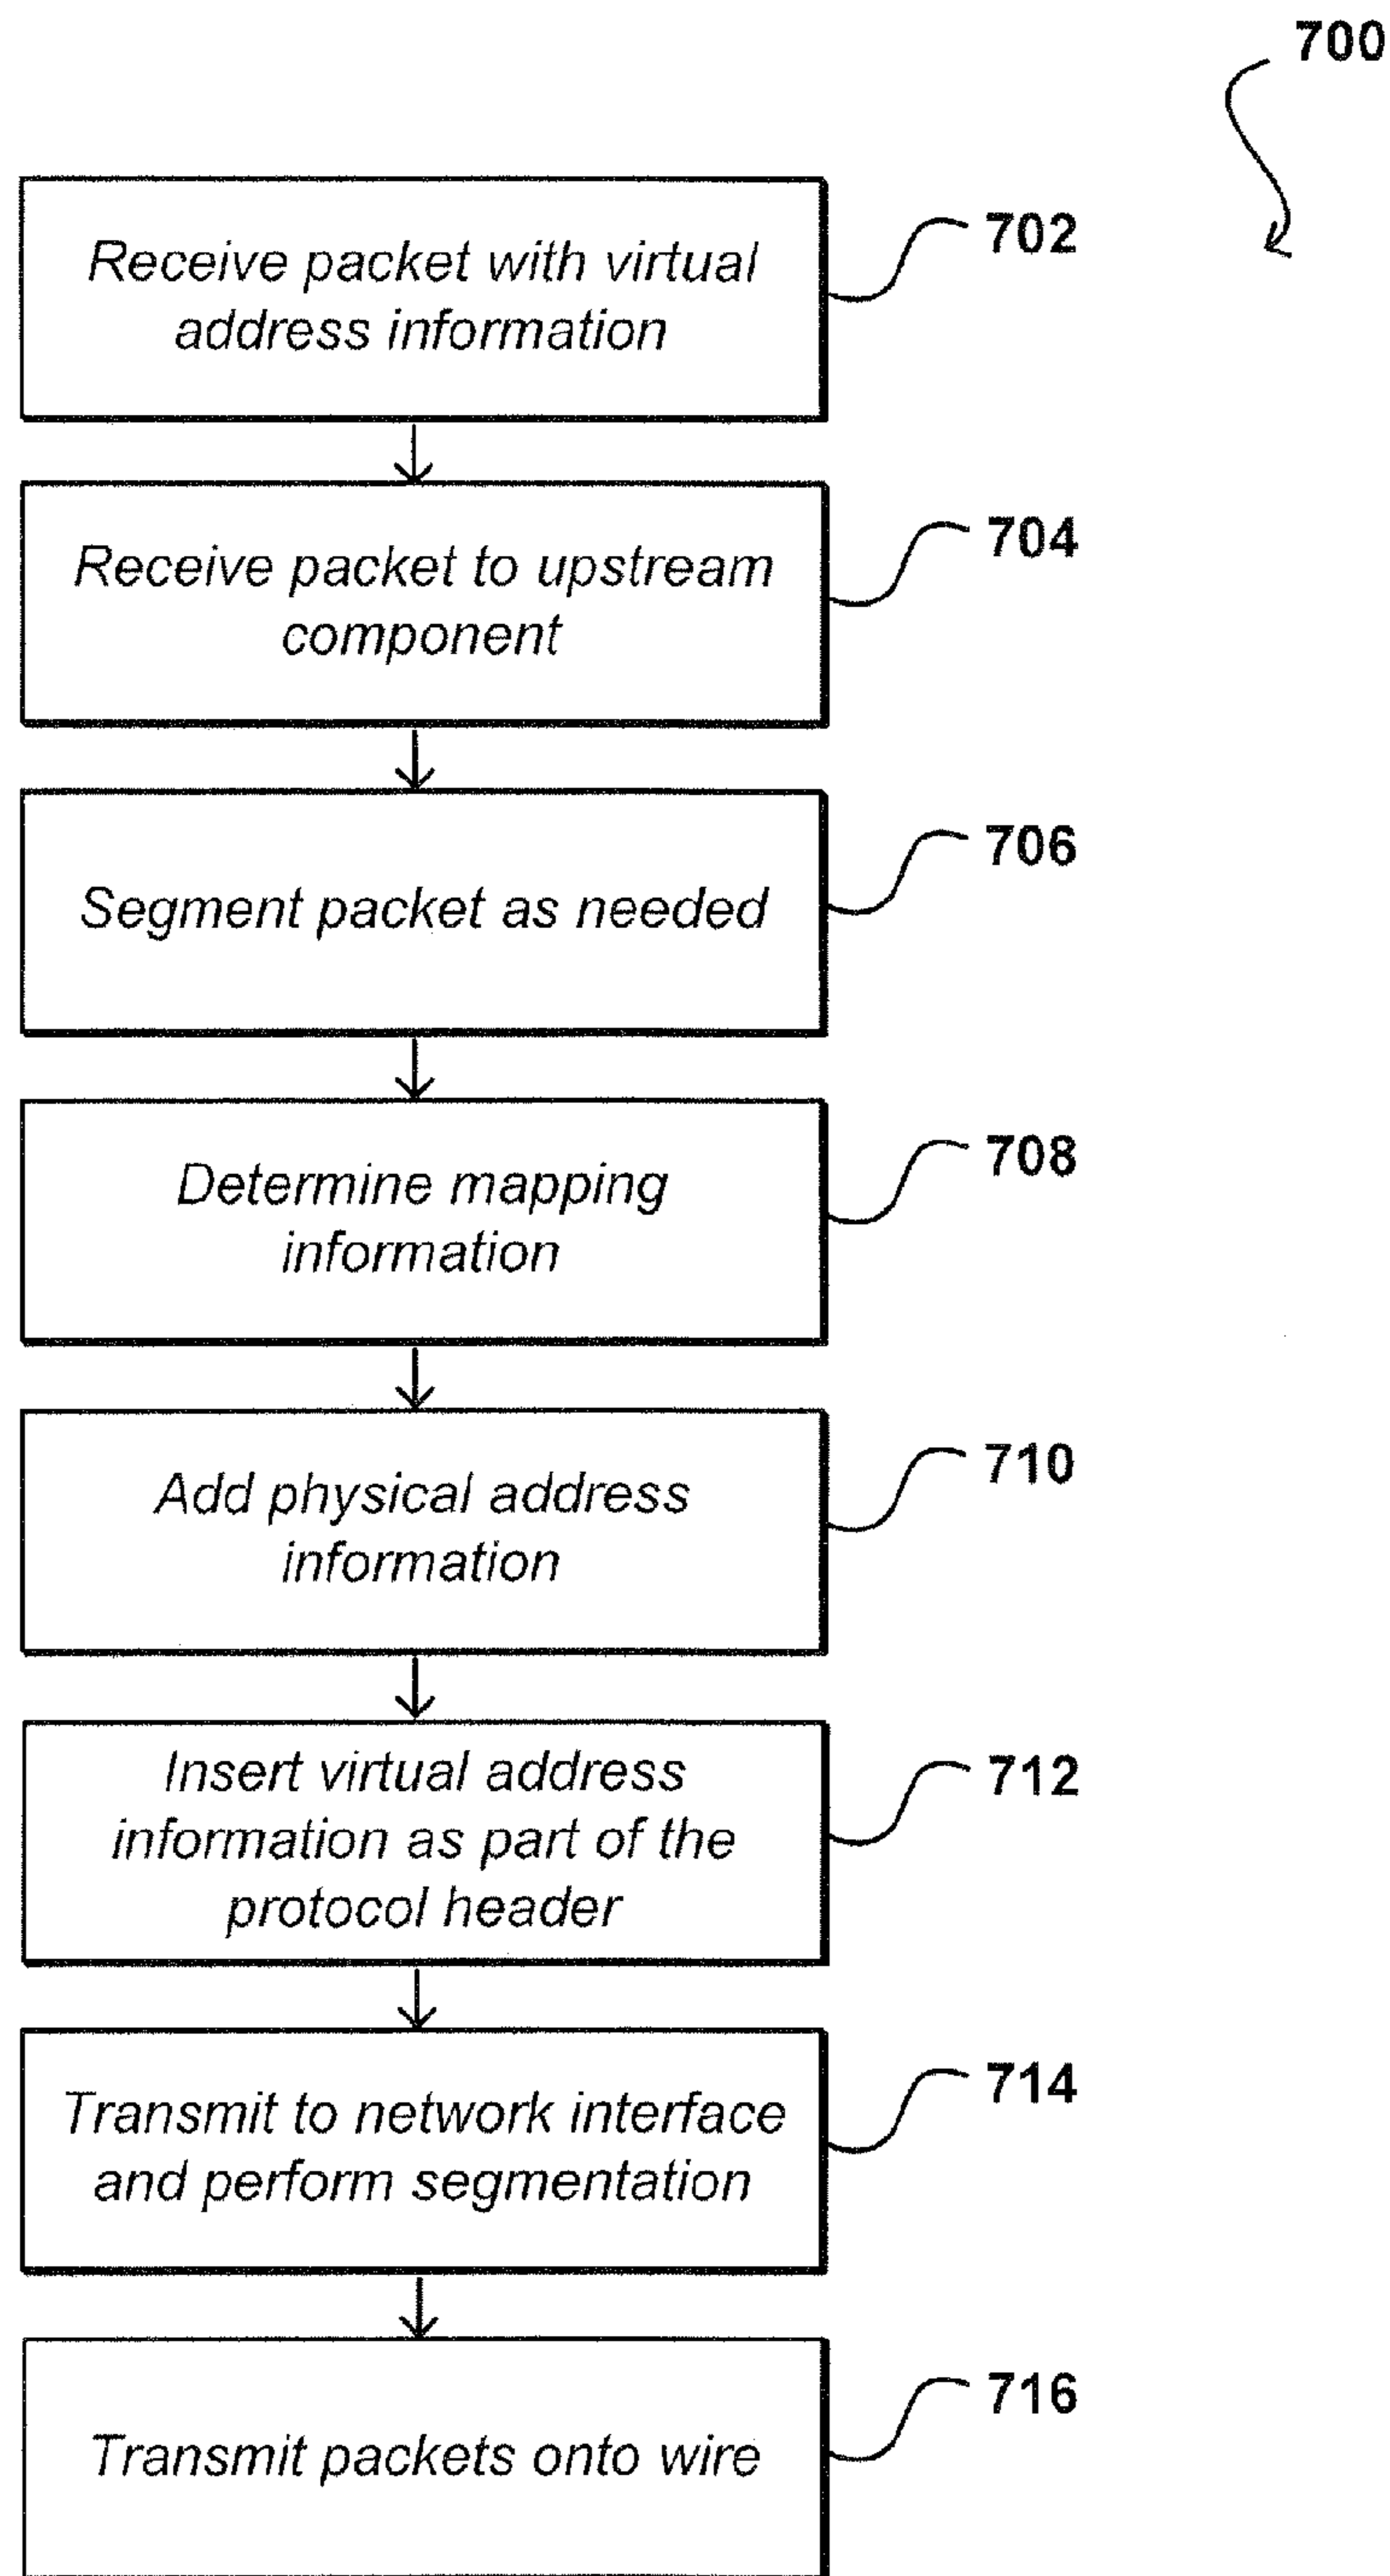 700
Receive packet with virtual
address information
702
Receive packet to upstream
component
704
Segment packet as needed
706
Determine mapping
information
708
Add physical address
information
710
Insert virtual address
information as part of the
protocol header
712
Transmit to network interface
and perform segmentation
714
Transmit packets onto wire
716